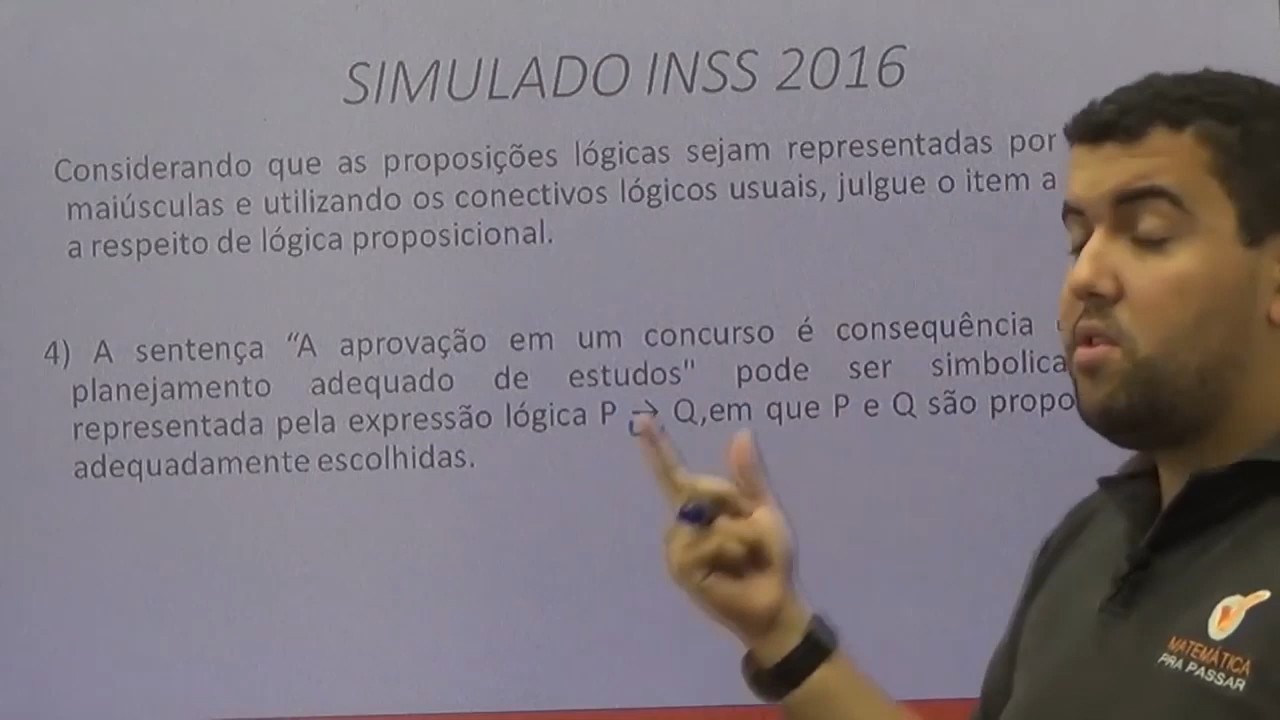 SIMULADO INSS 2016
Considerando que as proposições lógicas sejam representadas por
maiúsculas e utilizando os conectivos lógicos usuais, julgue o item a
a respeito de lógica proposicional.
4) A sentença “A aprovação em um concurso é consequência
planejamento adequado de estudos" pode ser simbolica
representada pela expressão lógica P → Q,em que P e Q são propo
adequadamente escolhidas.
MATEMÁTICA
PRA PASSAR